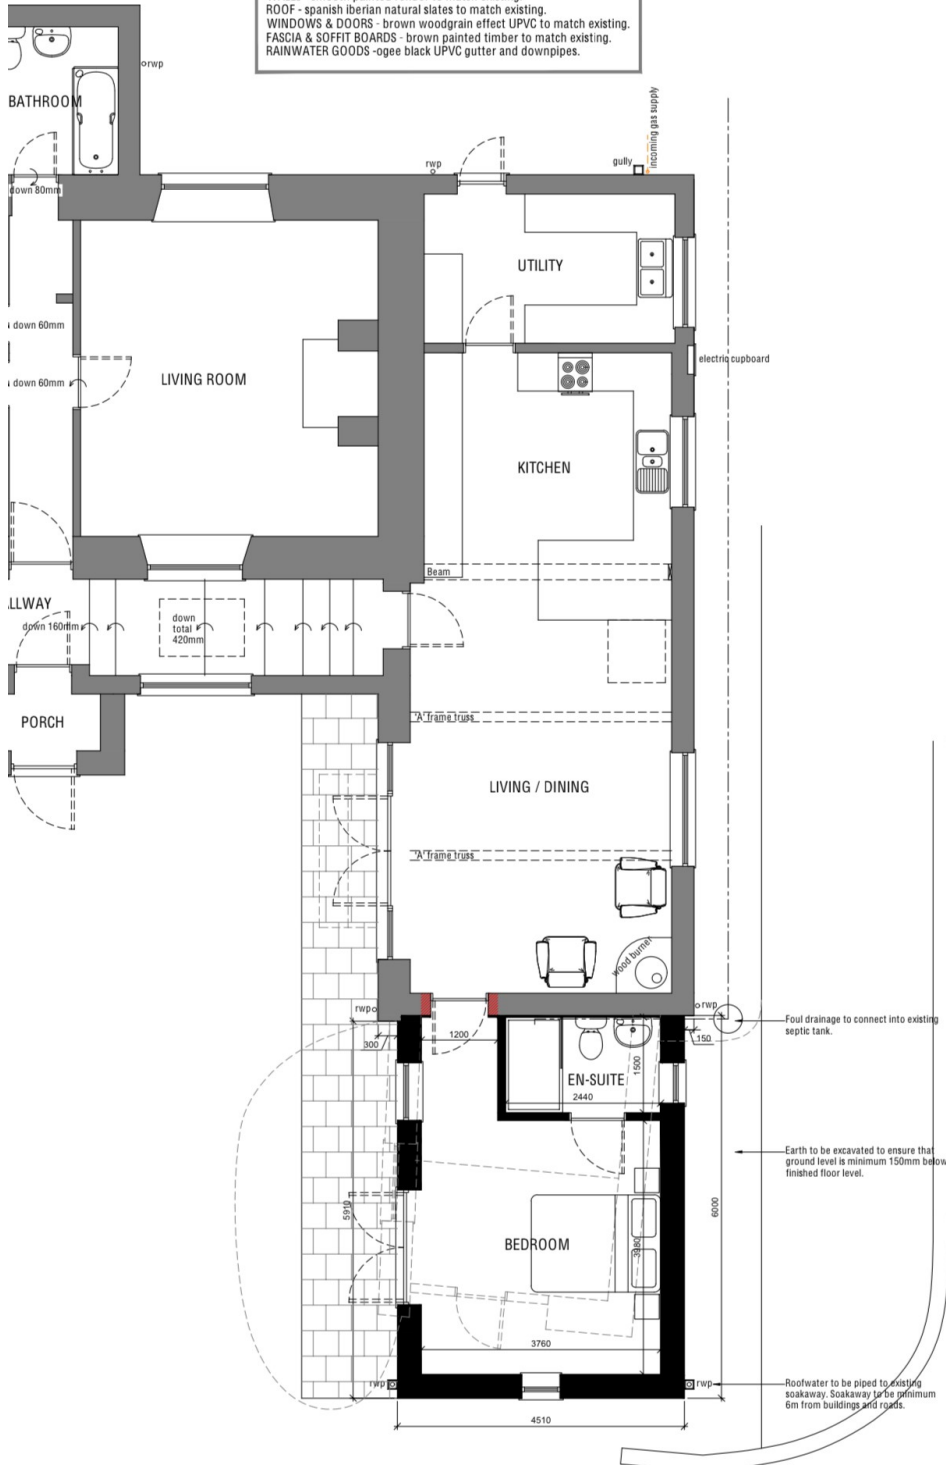 ROOF - spanish iberian natural slates to match existing.
WINDOWS & DOORS - brown woodgrain effect UPVC to match existing.
FASCIA & SOFFIT BOARDS - brown painted timber to match existing.
RAINWATER GOODS -ogee black UPVC gutter and downpipes.
rwp
BATHROOM
incoming gas supply
gully
rwp
down 80mm
UTILITY
down 60mm
electric cupboard
down 60mm
LIVING ROOM
KITCHEN
Beam
LLWAY
down 160mm
down
total
420mm
PORCH
'A' frame truss
LIVING / DINING
'A' frame truss
wood burner
rwp
rwp
Foul drainage to connect into existing
septic tank.
300
1200
150
1500
EN-SUITE
2440
Earth to be excavated to ensure that
ground level is minimum 150mm below
finished floor level.
5910
6000
BEDROOM
3980
3760
rwp
rwp
Roofwater to be piped to existing
soakaway. Soakaway to be minimum
6m from buildings and roads.
4510